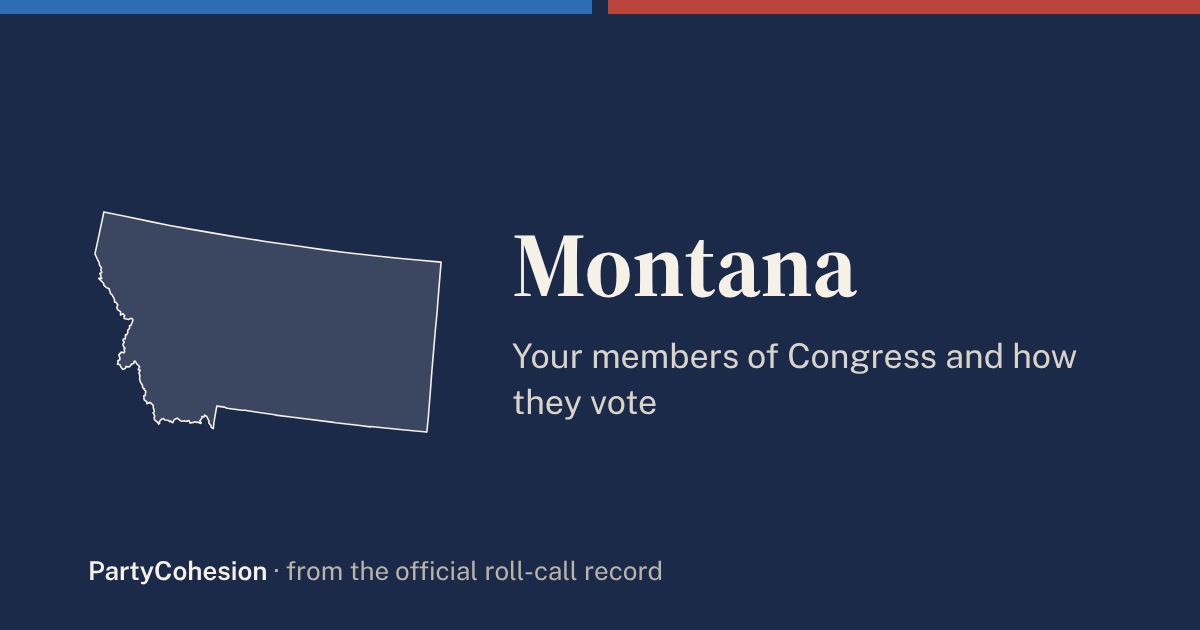 Montana
Your members of Congress and how
they vote
PartyCohesion · from the official roll-call record